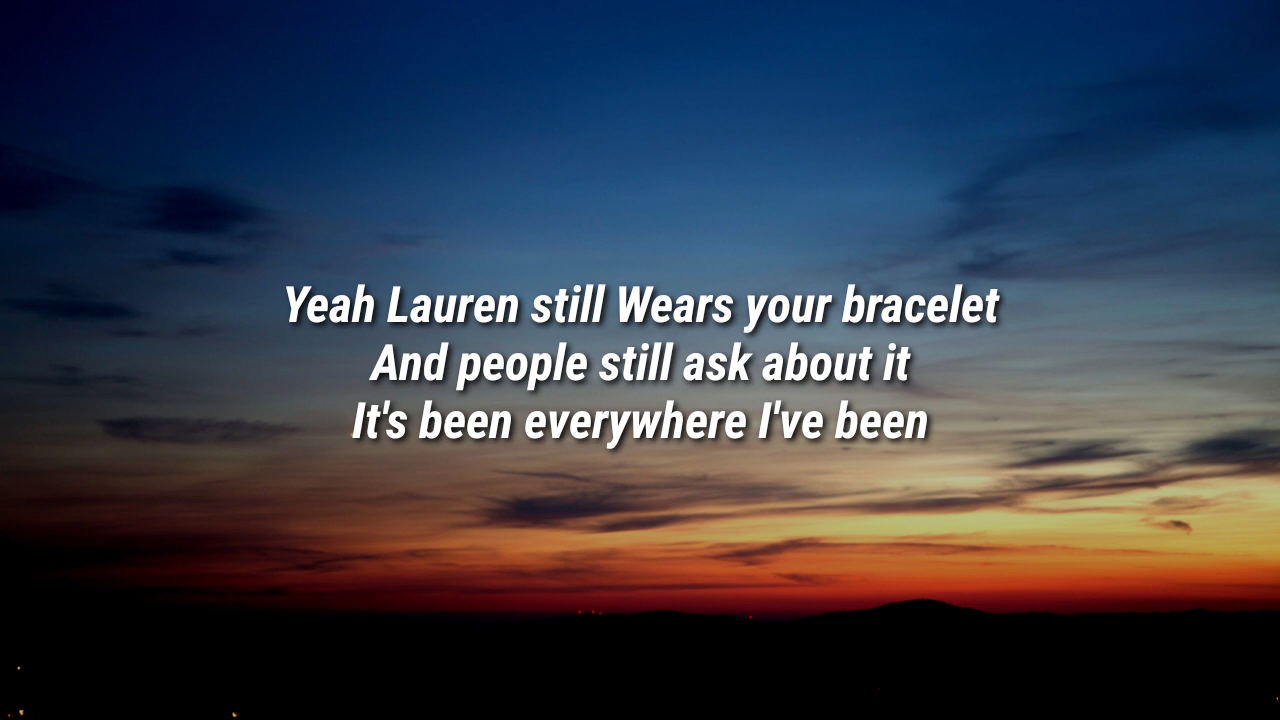 Yeah Lauren still Wears your bracelet
And people still ask about it
It's been everywhere I've been